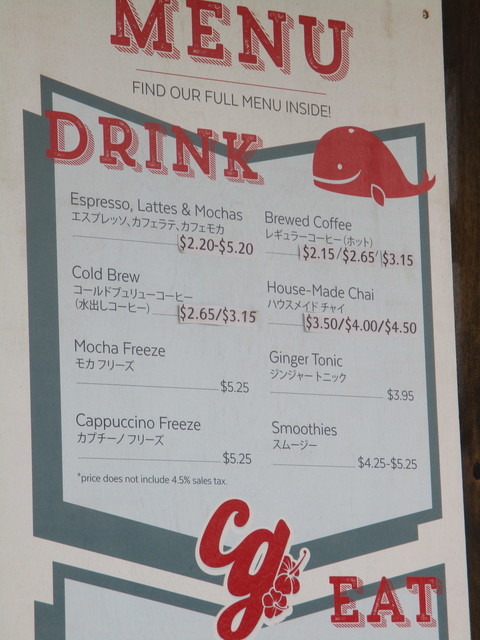 MENU
FIND OUR FULL MENU INSIDE!
DRINK
Espresso, Lattes & Mochas
エスプレッソ、カフェラテ、カフェモカ
$2.20-$5.20
Cold Brew
コールドブュリューコーヒー
(水出しコーヒー)
$2.65/$3.15
Mocha Freeze
モカ フリーズ
$5.25
Cappuccino Freeze
カプチーノ フリーズ
$5.25
*price does not include 4.5% sales tax.
Brewed Coffee
レギュラーコーヒー(ホット)
$2.15/$2.65/$3.15
House-Made Chai
ハウスメイド チャイ
$3.50/$4.00/$4.50
Ginger Tonic
ジンジャートニック
$3.95
Smoothies
スムージー
$4.25-$5.25
cg
EAT